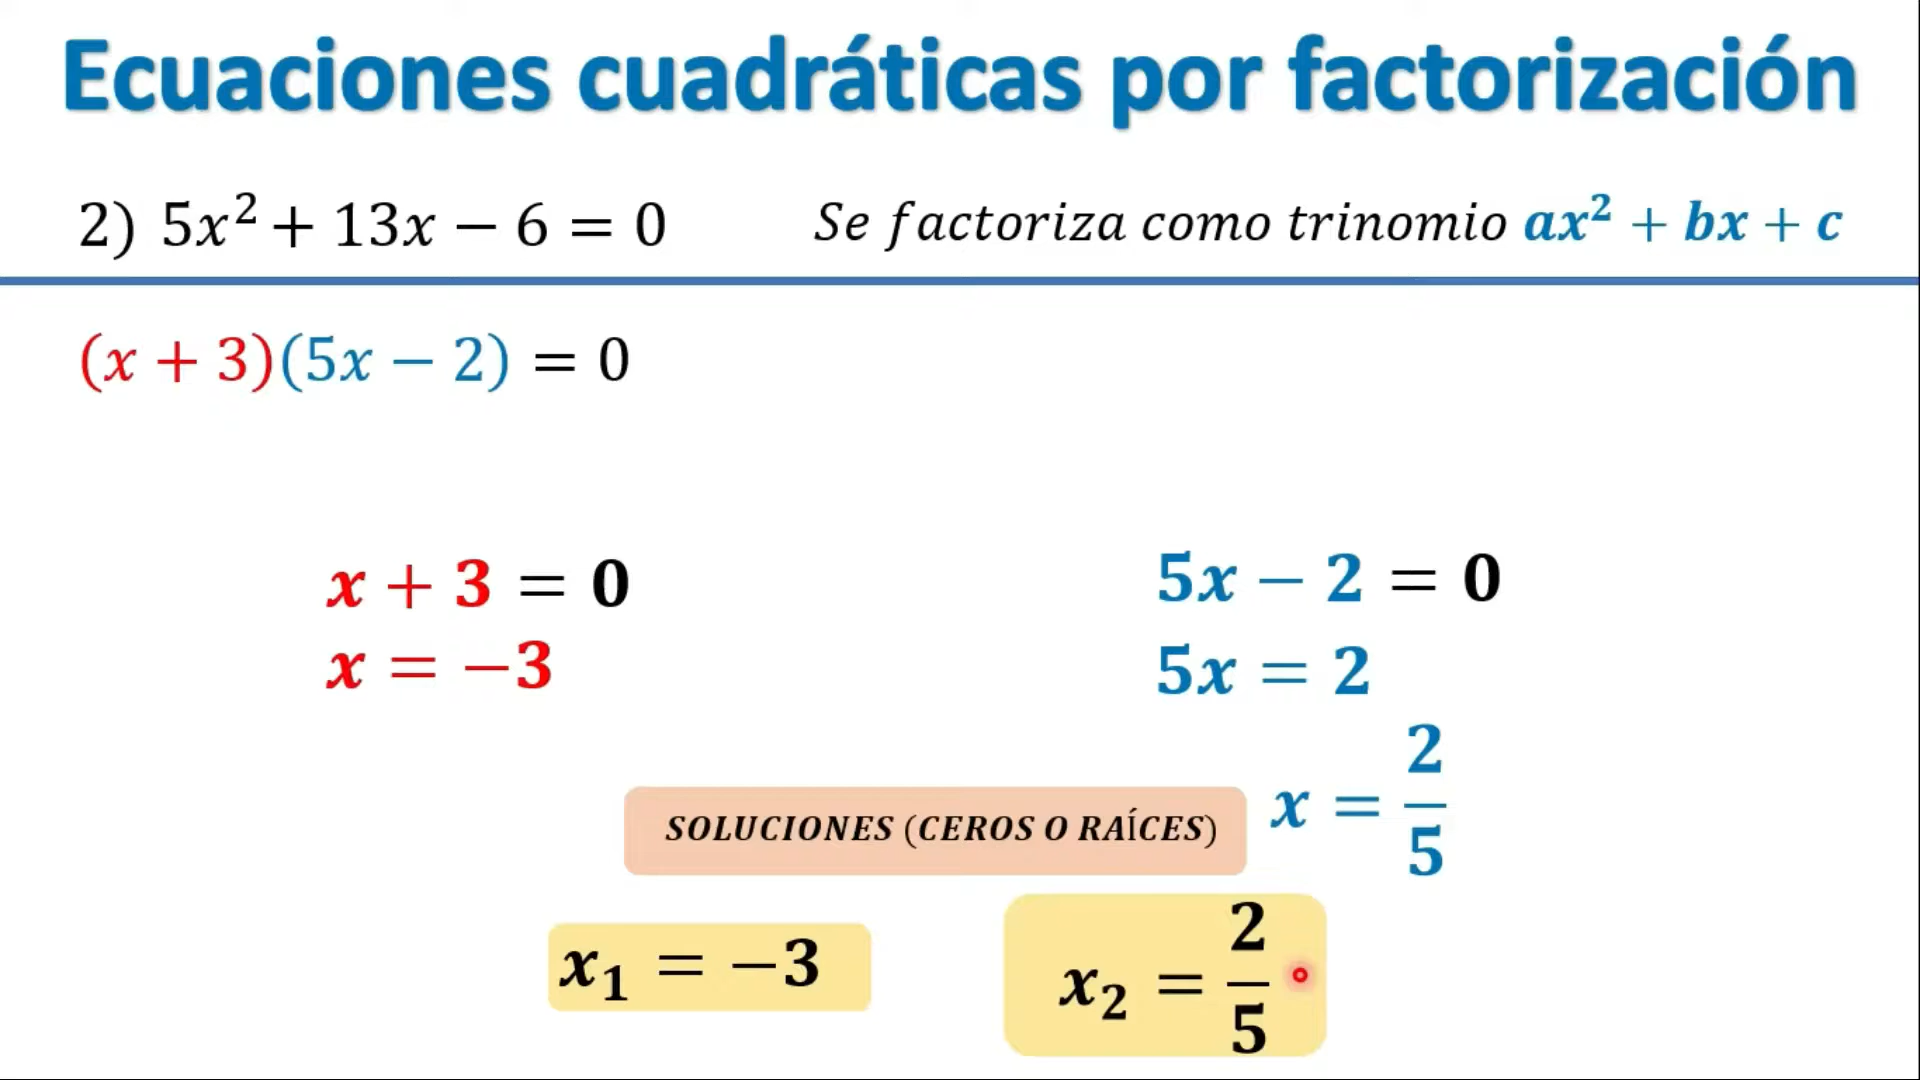 Ecuaciones cuadráticas por factorización
2) 5x² + 13x − 6 = 0 Se factoriza como trinomio ax² + bx + c
(x + 3)(5x − 2) = 0
x + 3 = 0
x = −3
5x − 2 = 0
5x = 2
x = 2/5
SOLUCIONES (CEROS O RAÍCES)
x₁ = −3
x₂ = 2/5